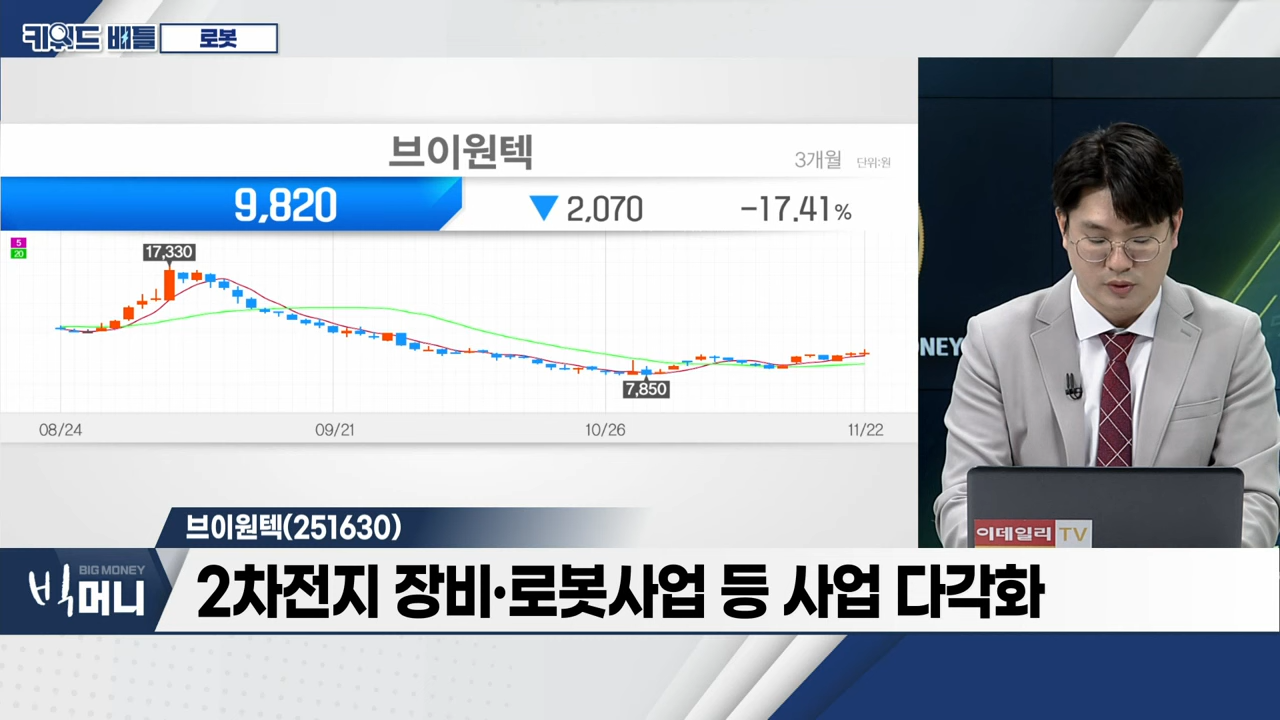 키워드 배틀 로봇
브이원텍
3개월 단위:원
9,820 ▼ 2,070 -17.41%
5
20
17,330
7,850
08/24 09/21 10/26 11/22
NEY
이데일리 TV
브이원텍(251630)
BIG MONEY
빅머니
2차전지 장비·로봇사업 등 사업 다각화